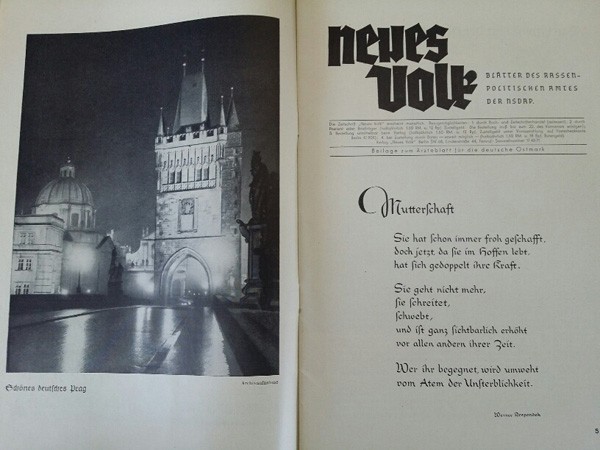 Schönes deutsches Prag
neues
Volk
BLÄTTER DES RASSEN-
POLITISCHEN AMTES
DER NSDAP.
Beilage zum Ärzteblatt für die deutsche Ostmark
Mutterschaft
Sie hat schon immer froh geschafft,
doch jetzt, da sie im Hoffen lebt,
hat sich gedoppelt ihre Kraft.
Sie geht nicht mehr,
sie schreitet,
schwebt,
und ist ganz sichtbarlich erhöht
vor allen andern ihrer Zeit.
Wer ihr begegnet, wird umweht
vom Atem der Unsterblichkeit.
5